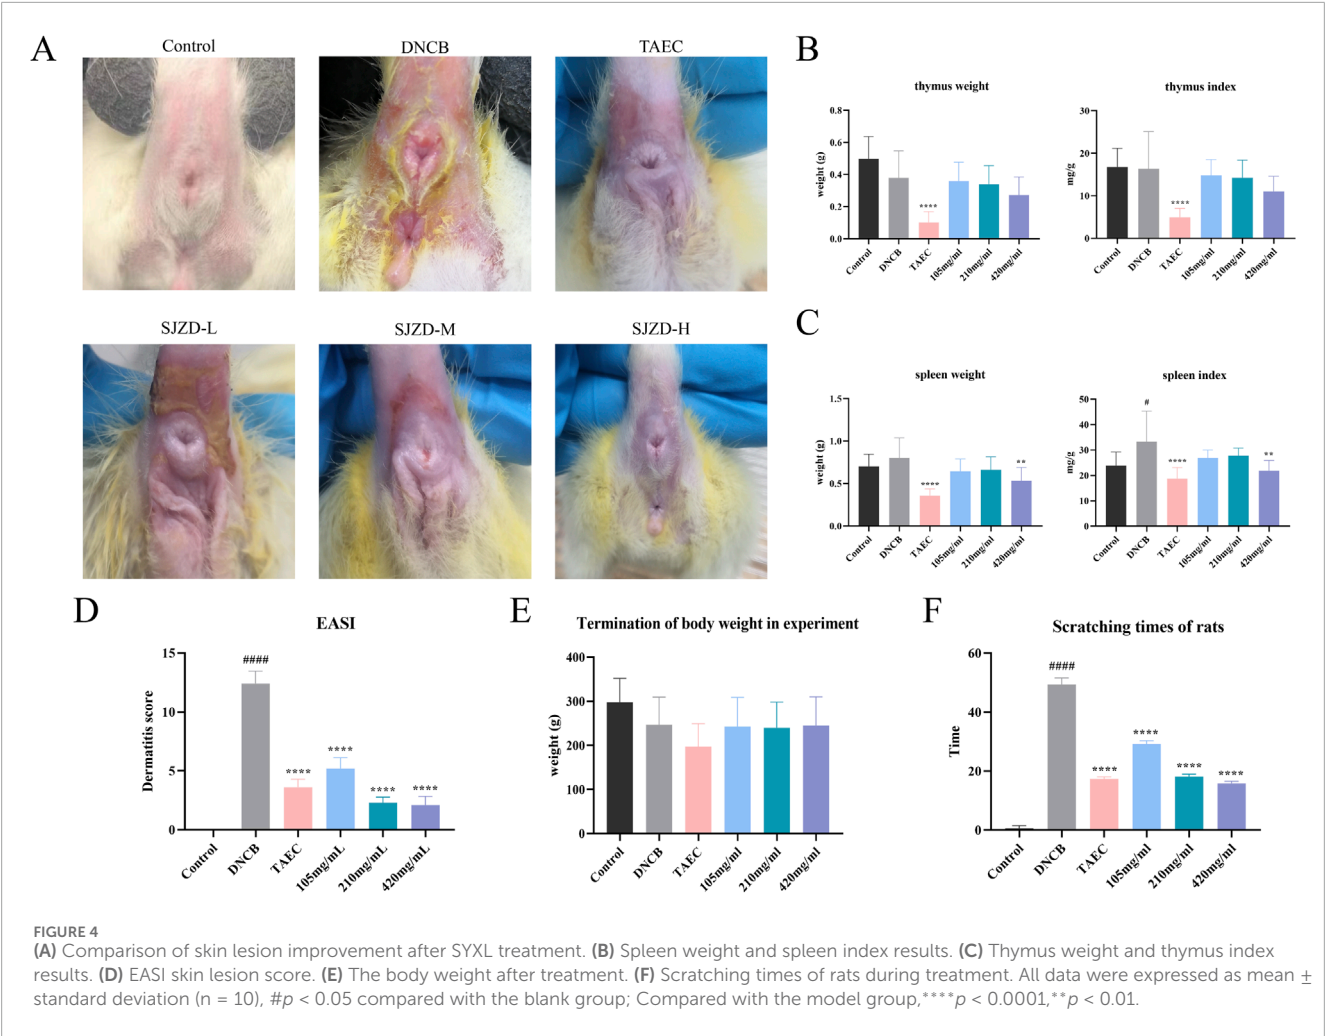 A
Control
DNCB
TAEC
SJZD-L
SJZD-M
SJZD-H
B
thymus weight
weight (g)
0.8
0.6
0.4
0.2
0.0
****
Control
DNCB
TAEC
105mg/ml
210mg/ml
420mg/ml
thymus index
mg/g
30
20
10
0
****
Control
DNCB
TAEC
105mg/ml
210mg/ml
420mg/ml
C
spleen weight
weight (g)
1.5
1.0
0.5
0.0
****
**
Control
DNCB
TAEC
105mg/ml
210mg/ml
420mg/ml
spleen index
mg/g
50
40
30
20
10
0
#
****
**
Control
DNCB
TAEC
105mg/ml
210mg/ml
420mg/ml
D
EASI
Dermatitis score
15
10
5
0
####
****
****
****
****
Control
DNCB
TAEC
105mg/mL
210mg/mL
420mg/mL
E
Termination of body weight in experiment
weight (g)
400
300
200
100
0
Control
DNCB
TAEC
105mg/ml
210mg/ml
420mg/ml
F
Scratching times of rats
Time
60
40
20
0
####
****
****
****
****
Control
DNCB
TAEC
105mg/ml
210mg/ml
420mg/ml
FIGURE 4
(A) Comparison of skin lesion improvement after SYXL treatment. (B) Spleen weight and spleen index results. (C) Thymus weight and thymus index
results. (D) EASI skin lesion score. (E) The body weight after treatment. (F) Scratching times of rats during treatment. All data were expressed as mean ±
standard deviation (n = 10), #p < 0.05 compared with the blank group; Compared with the model group,****p < 0.0001,**p < 0.01.